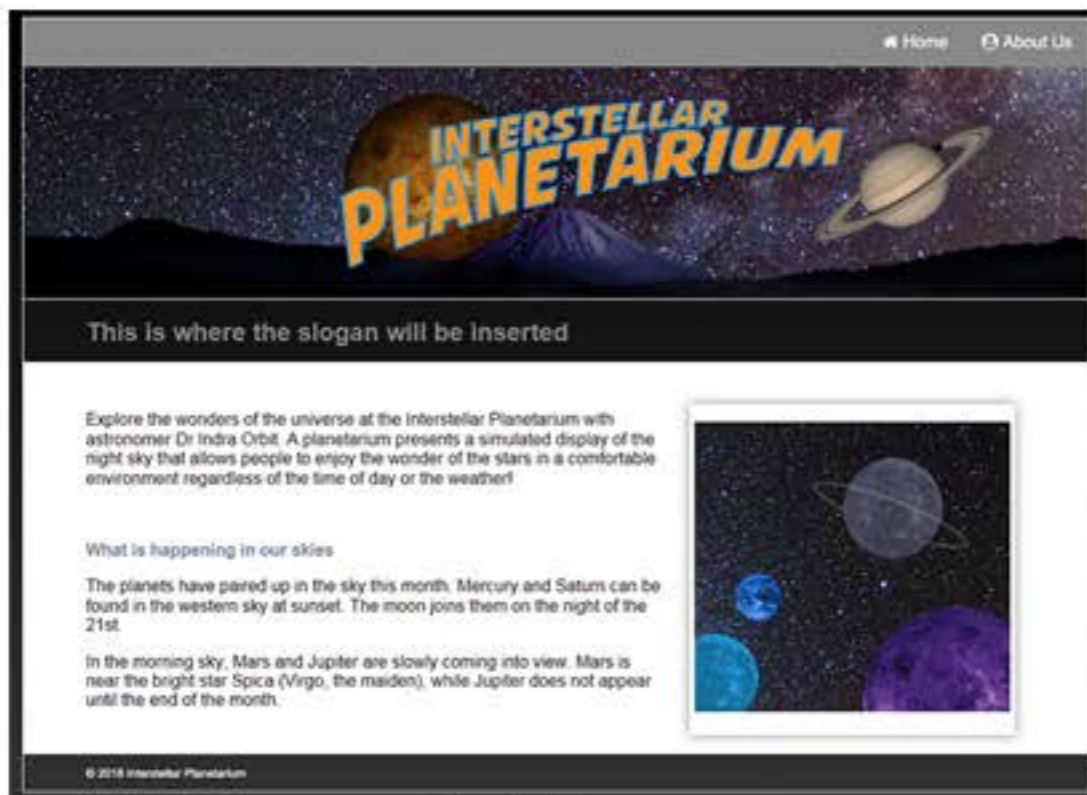 Home About Us
INTERSTELLAR
PLANETARIUM
This is where the slogan will be inserted
Explore the wonders of the universe at the Interstellar Planetarium with
astronomer Dr Indra Orbit. A planetarium presents a simulated display of the
night sky that allows people to enjoy the wonder of the stars in a comfortable
environment regardless of the time of day or the weather!
What is happening in our skies
The planets have paired up in the sky this month. Mercury and Saturn can be
found in the western sky at sunset. The moon joins them on the night of the
21st.
In the morning sky, Mars and Jupiter are slowly coming into view. Mars is
near the bright star Spica (Virgo, the maiden), while Jupiter does not appear
until the end of the month.
© 2018 Interstellar Planetarium